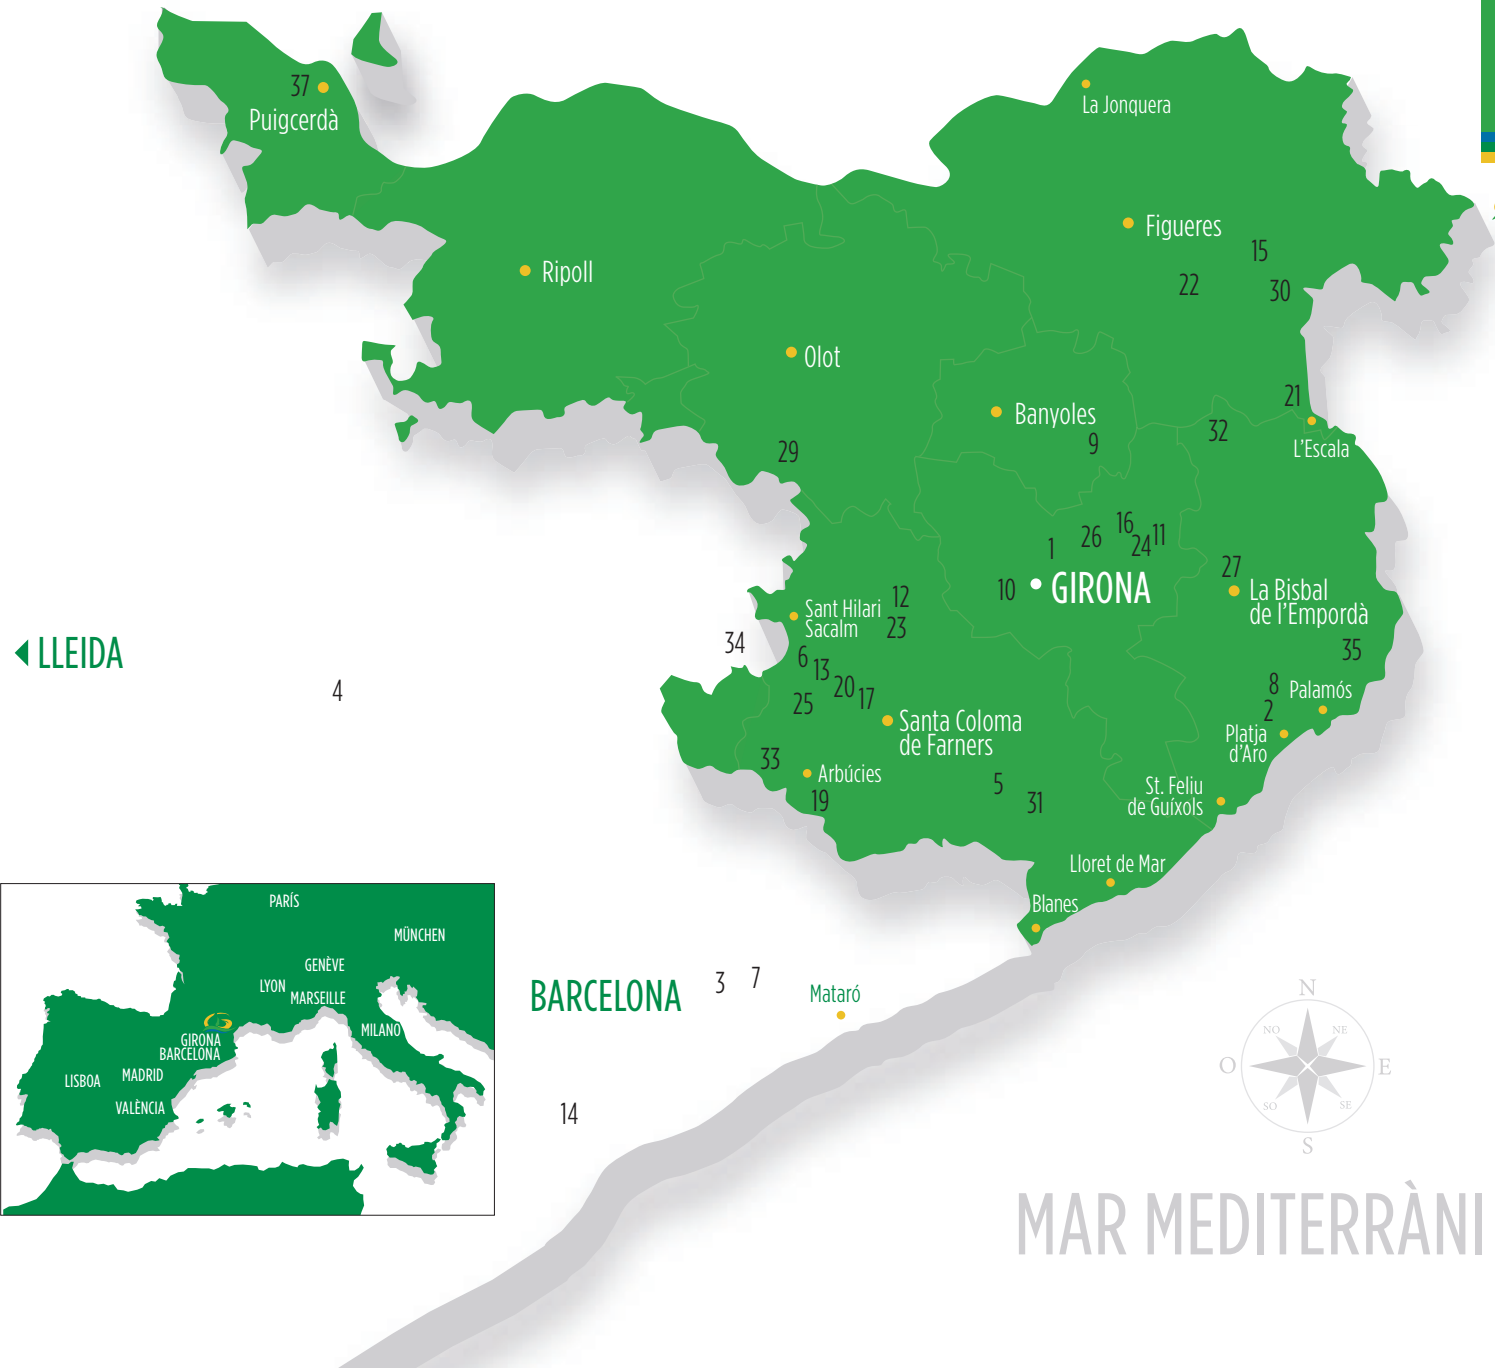 37
Puigcerdà
La Jonquera
Figueres
15
22
30
Ripoll
Olot
21
Banyoles
9
32
L'Escala
29
16
11
26
24
1
27
10
GIRONA
La Bisbal
de l'Empordà
12
Sant Hilari
Sacalm
23
34
35
◄ LLEIDA
6
13
4
20
17
25
8
Palamós
2
Santa Coloma
de Farners
Platja
d'Aro
33
Arbúcies
19
5
31
St. Feliu
de Guíxols
Lloret de Mar
Blanes
BARCELONA
3
7
Mataró
14
PARÍS
MÜNCHEN
GENÈVE
LYON
MARSEILLE
MILANO
GIRONA
BARCELONA
MADRID
LISBOA
VALÈNCIA
N
NO
NE
O
E
SO
SE
S
MAR MEDITERRÀNI